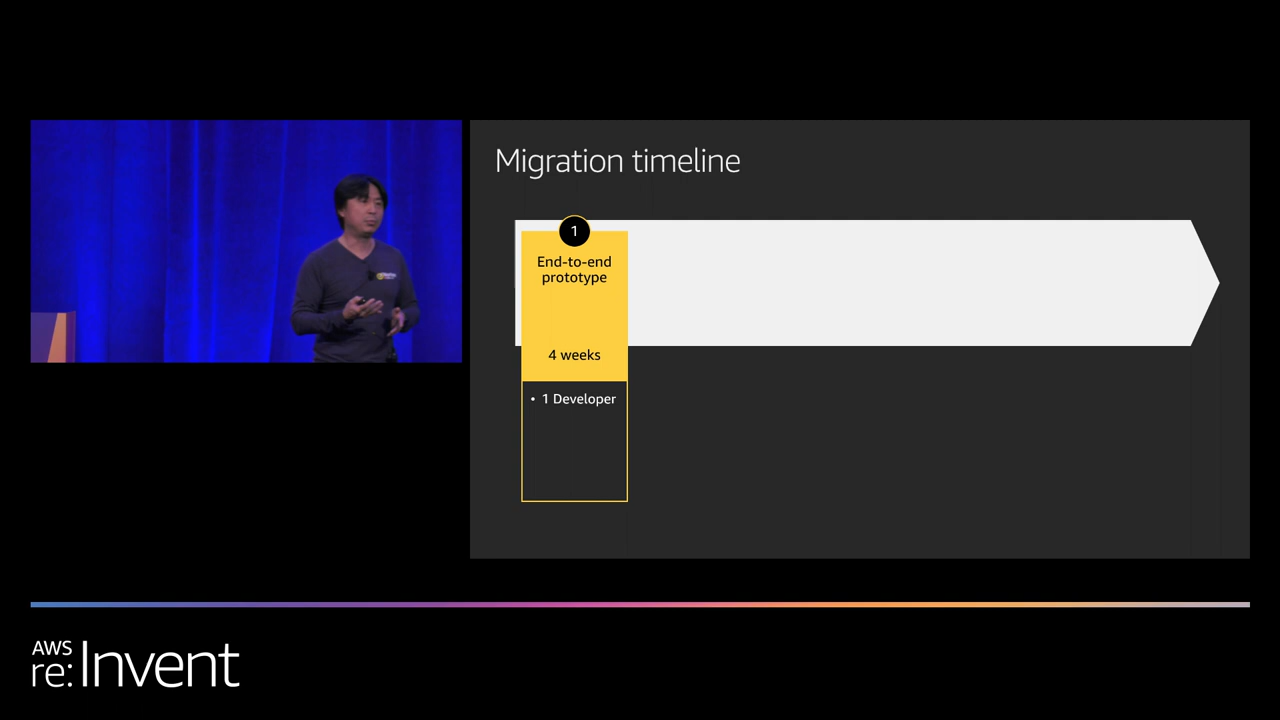 Migration timeline
1
End-to-end
prototype
4 weeks
• 1 Developer
AWS
re:Invent